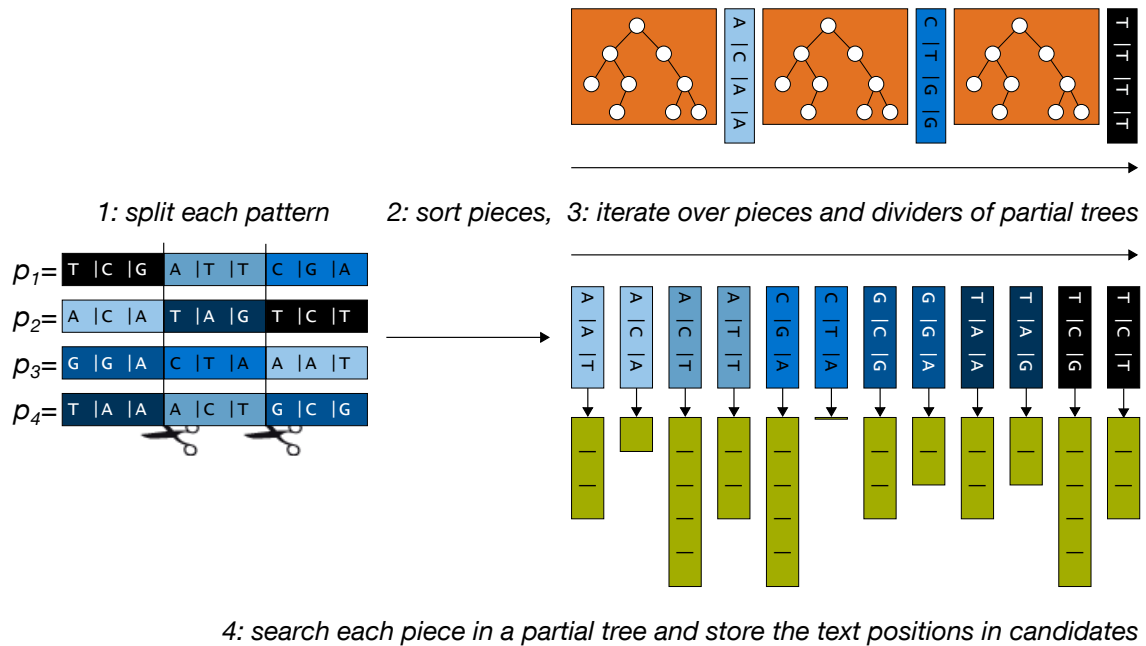 A |C |A |A
C |T |G |G
T |T |T |T
1: split each pattern
2: sort pieces,
3: iterate over pieces and dividers of partial trees
p1= T |C |G A |T |T C |G |A
p2= A |C |A T |A |G T |C |T
p3= G |G |A C |T |A A |A |T
p4= T |A |A A |C |T G |C |G
A |A |T
A |C |A
A |C |T
A |T |T
C |G |A
C |T |A
G |C |G
G |G |A
T |A |A
T |A |G
T |C |G
T |C |T
4: search each piece in a partial tree and store the text positions in candidates